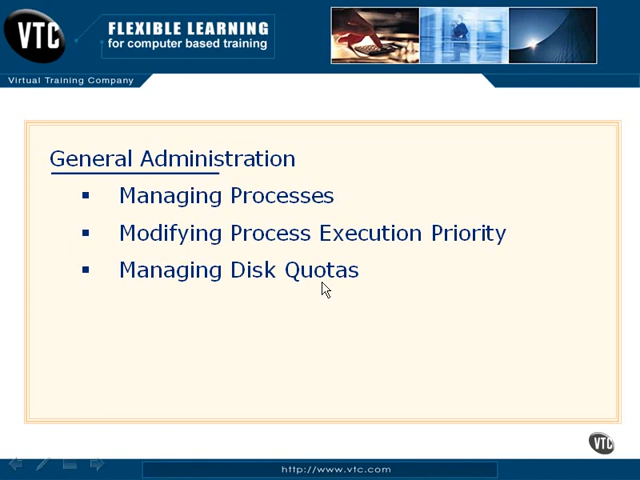 VTC
FLEXIBLE LEARNING
for computer based training
Virtual Training Company
General Administration
▪ Managing Processes
▪ Modifying Process Execution Priority
▪ Managing Disk Quotas
VTC
http://www.vtc.com